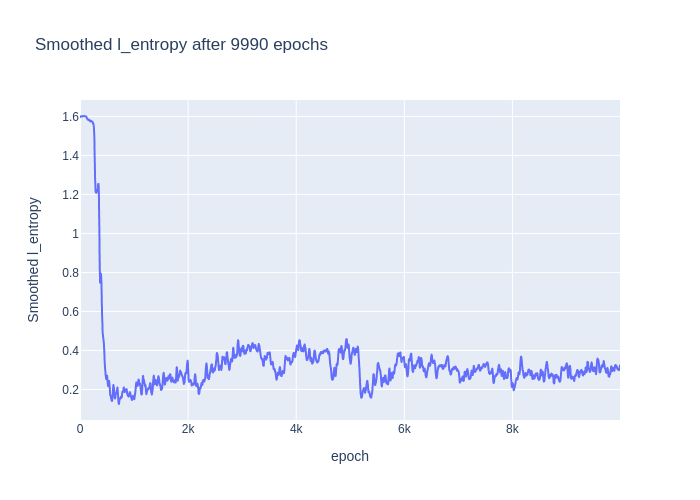 Smoothed l_entropy after 9990 epochs
1.6
1.4
1.2
1
0.8
0.6
0.4
0.2
Smoothed l_entropy
0
2k
4k
6k
8k
epoch